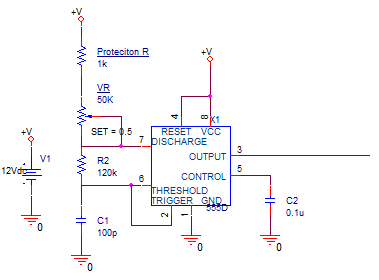 +V
Proteciton R
1k
+V
VR
50K
SET = 0.5
4
8
X1
RESET VCC
DISCHARGE
7
+V
V1
12Vdc
R2
120k
OUTPUT
3
CONTROL
5
6
THRESHOLD
TRIGGER GND
555D
2
1
C1
100p
C2
0.1u
0
0
0
0